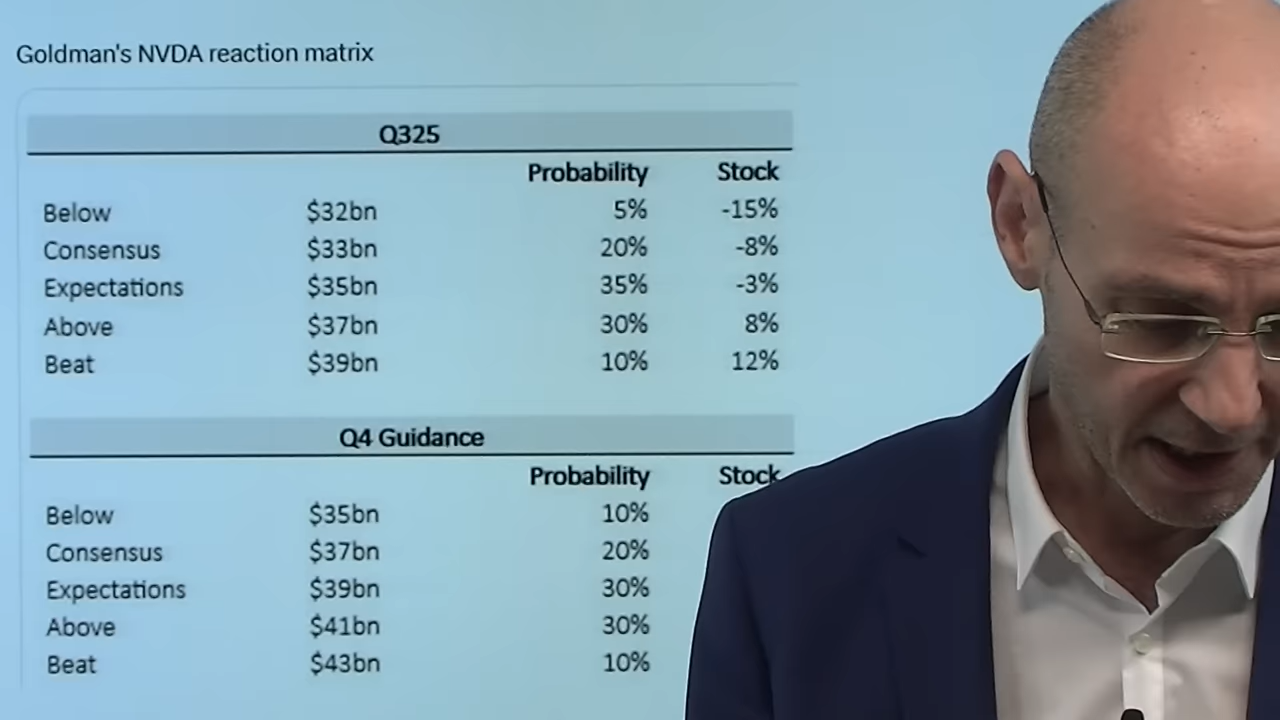 Goldman's NVDA reaction matrix
Q325
Probability Stock
Below $32bn 5% -15%
Consensus $33bn 20% -8%
Expectations $35bn 35% -3%
Above $37bn 30% 8%
Beat $39bn 10% 12%
Q4 Guidance
Probability Stock
Below $35bn 10%
Consensus $37bn 20%
Expectations $39bn 30%
Above $41bn 30%
Beat $43bn 10%